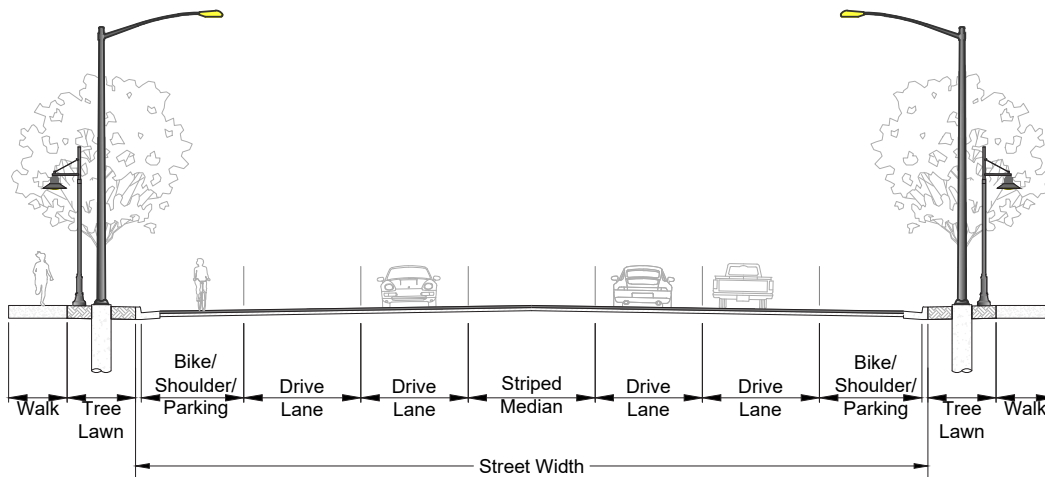 Walk
Tree
Lawn
Bike/
Shoulder/
Parking
Drive
Lane
Drive
Lane
Striped
Median
Drive
Lane
Drive
Lane
Bike/
Shoulder/
Parking
Tree
Lawn
Walk
Street Width